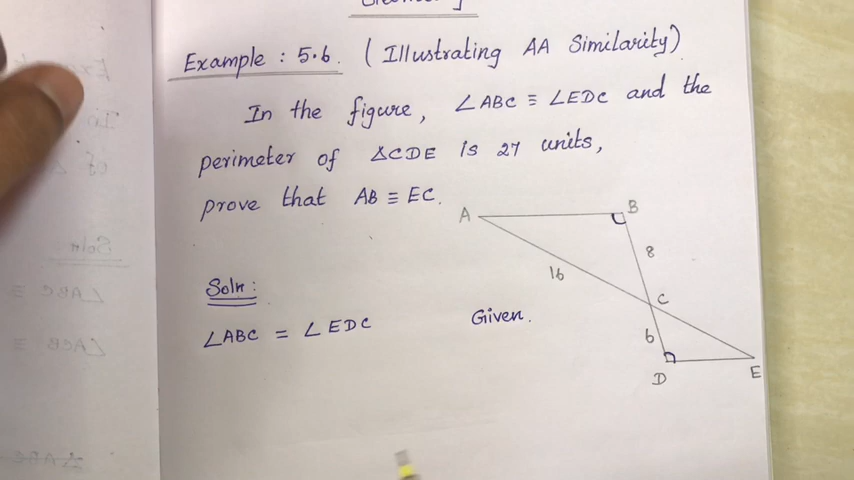 Example : 5.6. (Illustrating AA Similarity)
In the figure, ∠ABC ≡ ∠EDC and the
perimeter of ΔCDE is 27 units,
prove that AB ≡ EC.
A
B
8
16
C
6
D
E
Soln:
∠ABC = ∠EDC Given.